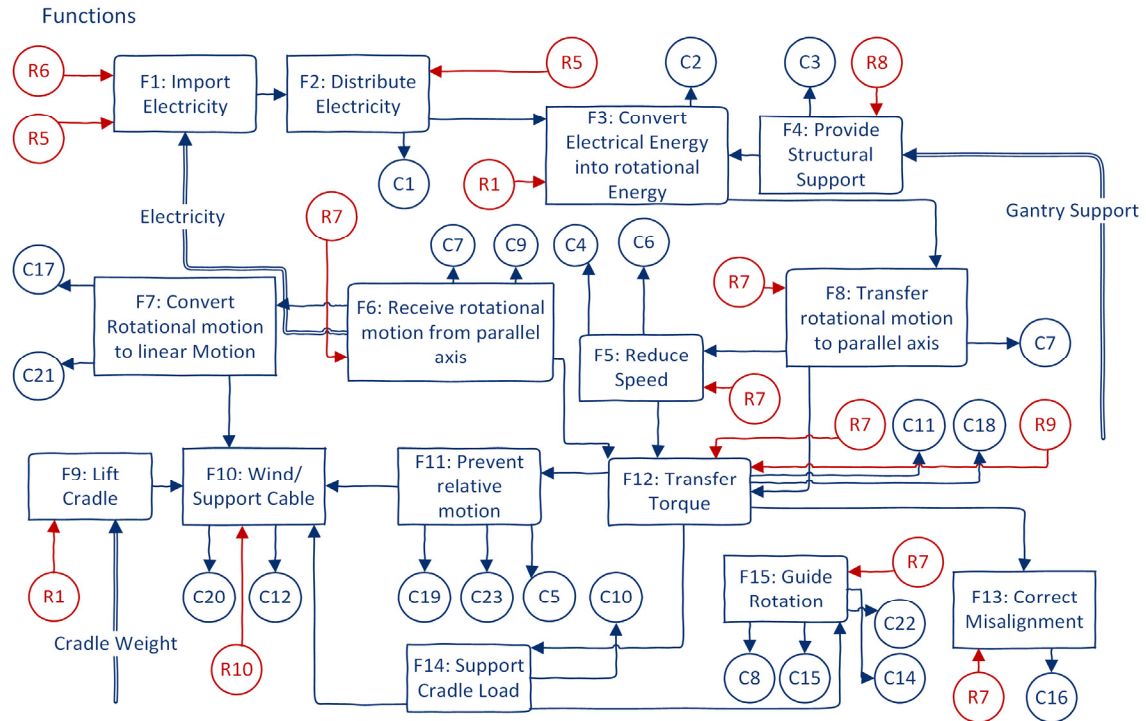 Functions
R6
R5
F1: Import
Electricity
F2: Distribute
Electricity
R5
C2
C3
R8
F3: Convert
Electrical Energy
into rotational
Energy
F4: Provide
Structural
Support
C1
R1
Electricity
R7
Gantry Support
C17
C7
C9
C4
C6
F7: Convert
Rotational motion
to linear Motion
F6: Receive rotational
motion from parallel
axis
R7
F8: Transfer
rotational motion
to parallel axis
C7
F5: Reduce
Speed
C21
R7
R7
C11
C18
R9
F9: Lift
Cradle
F10: Wind/
Support Cable
F11: Prevent
relative
motion
F12: Transfer
Torque
R1
C20
C12
C19
C23
C5
C10
F15: Guide
Rotation
R7
F13: Correct
Misalignment
C22
Cradle Weight
R10
F14: Support
Cradle Load
C8
C15
C14
R7
C16